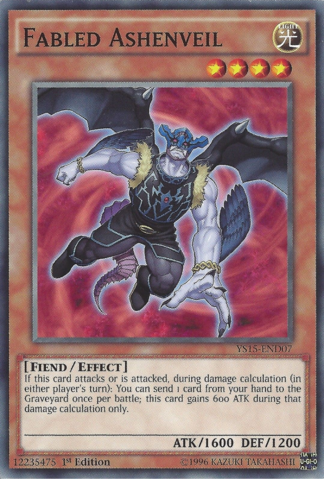 FABLED ASHENVEIL
YS15-END07
[FIEND / EFFECT]
If this card attacks or is attacked, during damage calculation (in
either player's turn): You can send 1 card from your hand to the
Graveyard once per battle; this card gains 600 ATK during that
damage calculation only.
ATK/1600 DEF/1200
12235475 1st Edition ©1996 KAZUKI TAKAHASHI